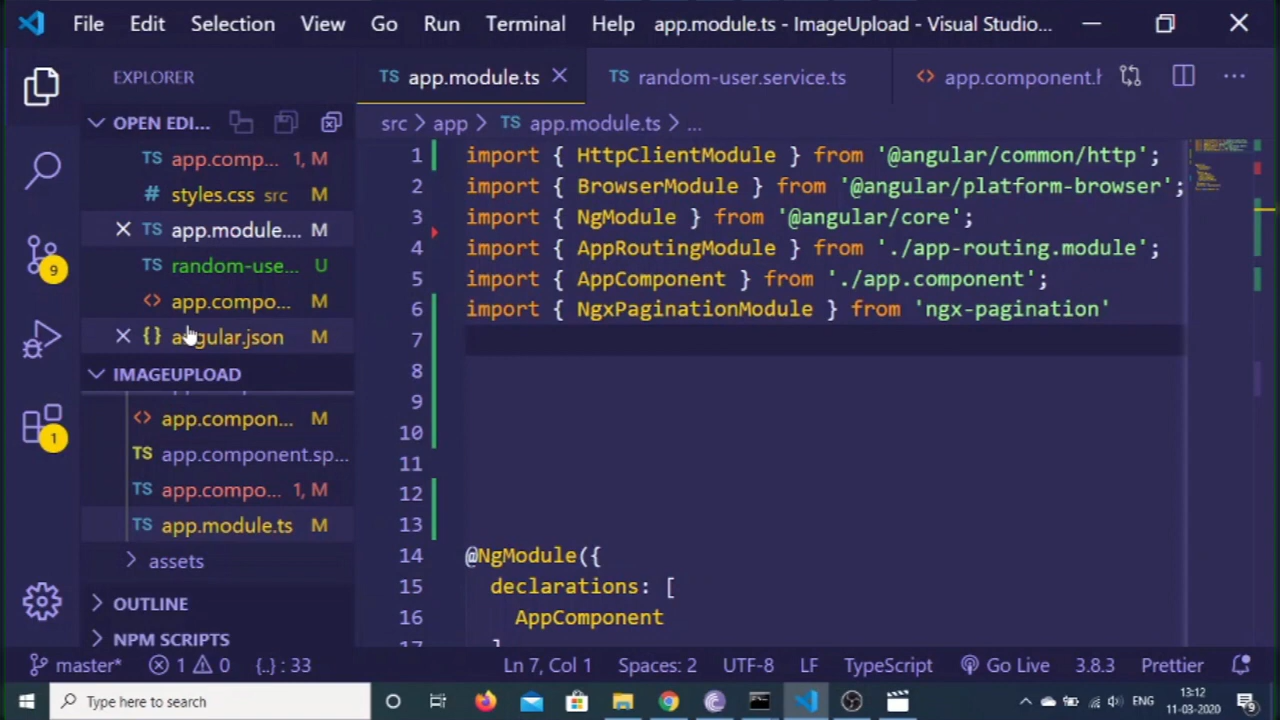 File Edit Selection View Go Run Terminal Help app.module.ts - ImageUpload - Visual Studio...
EXPLORER
TS app.module.ts
TS random-user.service.ts
<> app.component.h
OPEN EDI...
TS app.comp... 1, M
# styles.css src M
TS app.module.... M
TS random-use... U
<> app.compo... M
{} angular.json M
IMAGEUPLOAD
<> app.compon... M
TS app.component.sp...
TS app.compo... 1, M
TS app.module.ts M
assets
OUTLINE
NPM SCRIPTS
9
1
src > app > TS app.module.ts > ...
1 import { HttpClientModule } from '@angular/common/http';
2 import { BrowserModule } from '@angular/platform-browser';
3 import { NgModule } from '@angular/core';
4 import { AppRoutingModule } from './app-routing.module';
5 import { AppComponent } from './app.component';
6 import { NgxPaginationModule } from 'ngx-pagination'
7
8
9
10
11
12
13
14 @NgModule({
15 declarations: [
16 AppComponent
17 ]
master* 1 0 {..} : 33 Ln 7, Col 1 Spaces: 2 UTF-8 LF TypeScript Go Live 3.8.3 Prettier
Type here to search
ENG
13:12
11-03-2020
9